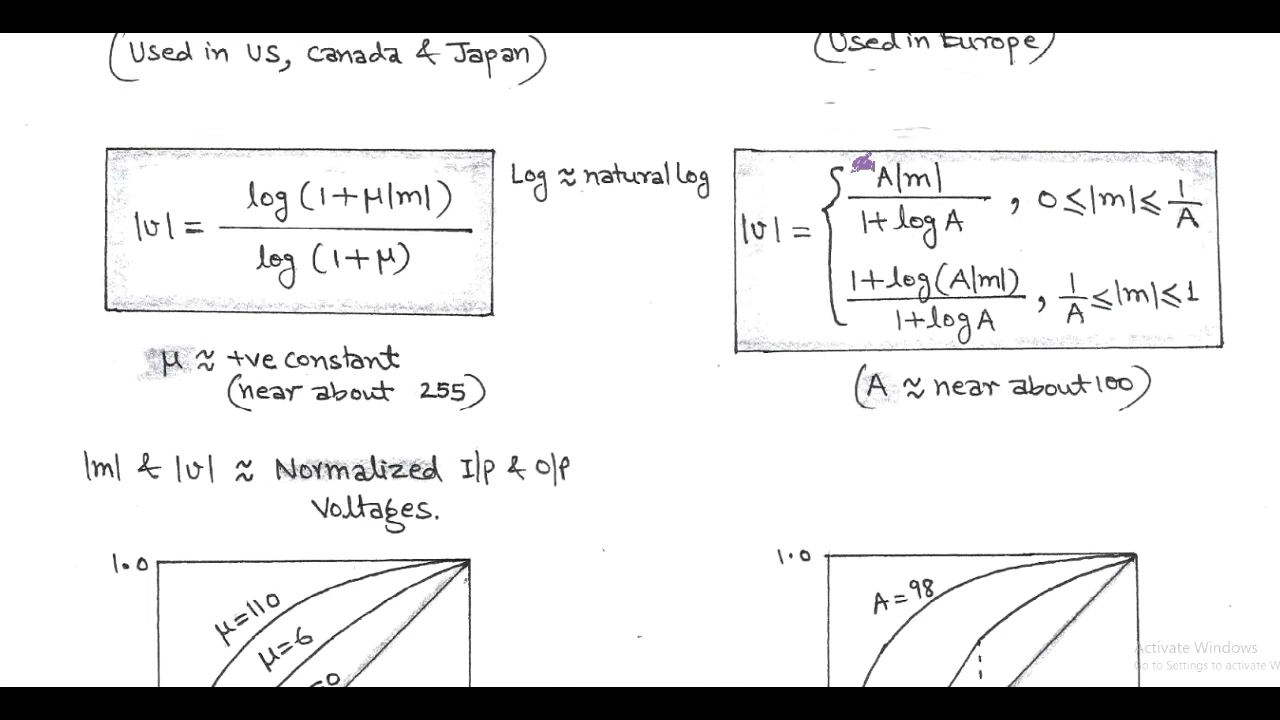 (Used in US, Canada & Japan)
(Used in Europe)
|v| = log (1+μ|m|) / log (1+μ)
Log ≈ natural log
|v| = { A|m| / 1+logA , 0≤|m|≤ 1/A
1+log(A|m|) / 1+logA , 1/A ≤|m|≤ 1
μ ≈ +ve constant
(near about 255)
(A ≈ near about 100)
|m| & |v| ≈ Normalized I/p & O/p
Voltages.
1.0
μ=110
μ=6
1.0
A=98
Activate Windows
Go to Settings to activate W